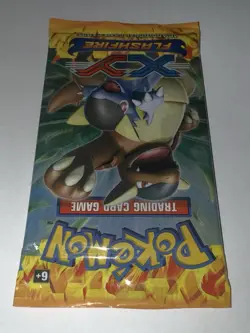 6+
POKÉMON
TRADING CARD GAME
XY
FLASHFIRE